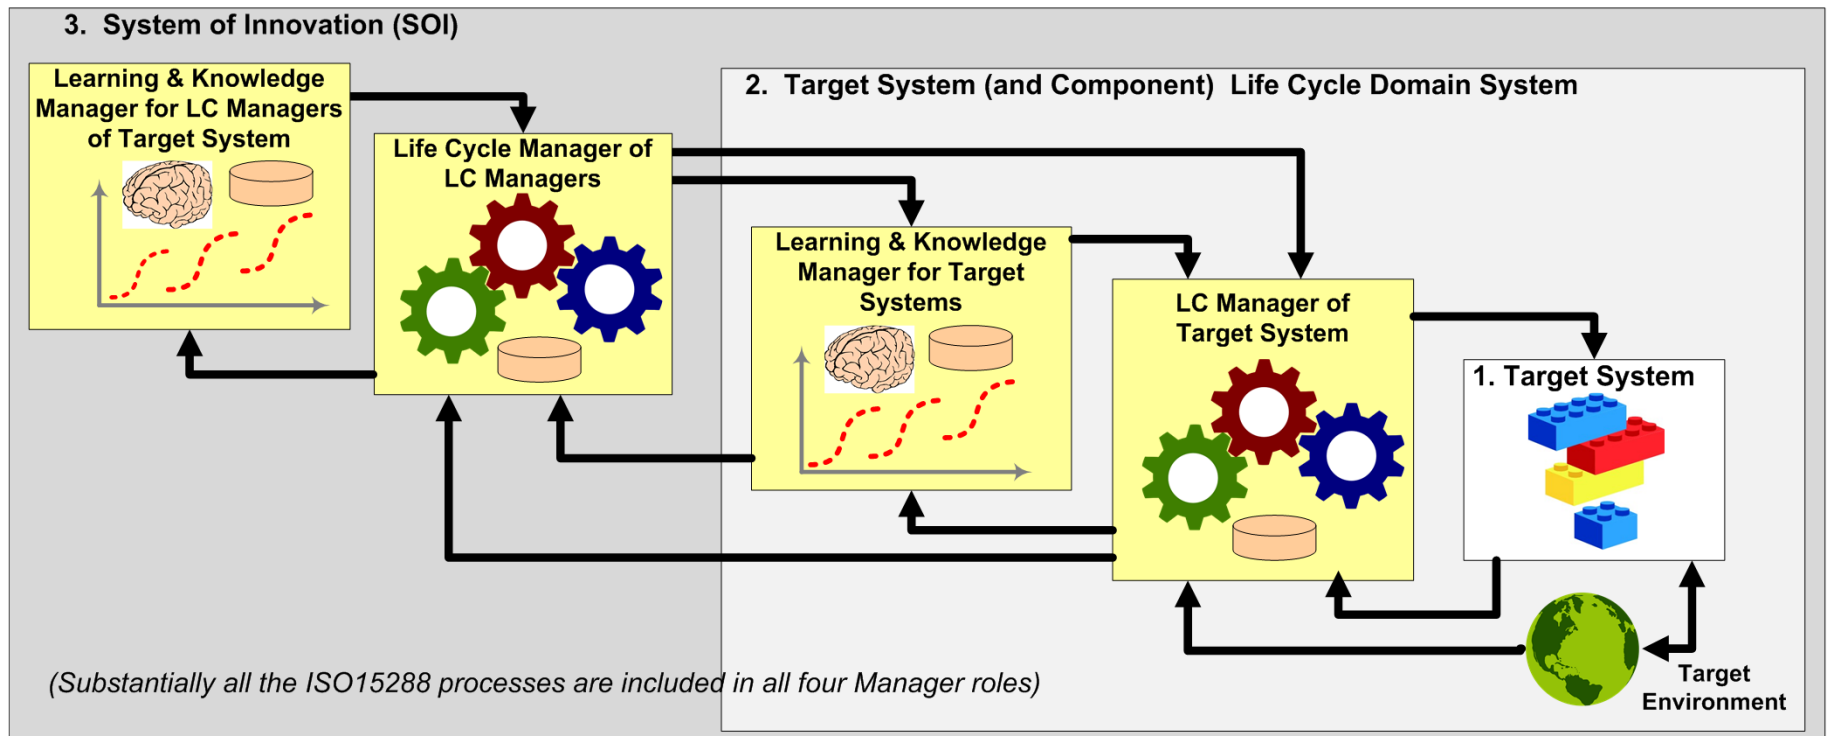 3.  System of Innovation (SOI)
Learning & Knowledge
Manager for LC Managers
of Target System
2.  Target System (and Component)  Life Cycle Domain System
Life Cycle Manager of
LC Managers
Learning & Knowledge
Manager for Target
Systems
LC Manager of
Target System
1. Target System
Target
Environment
(Substantially all the ISO15288 processes are included in all four Manager roles)